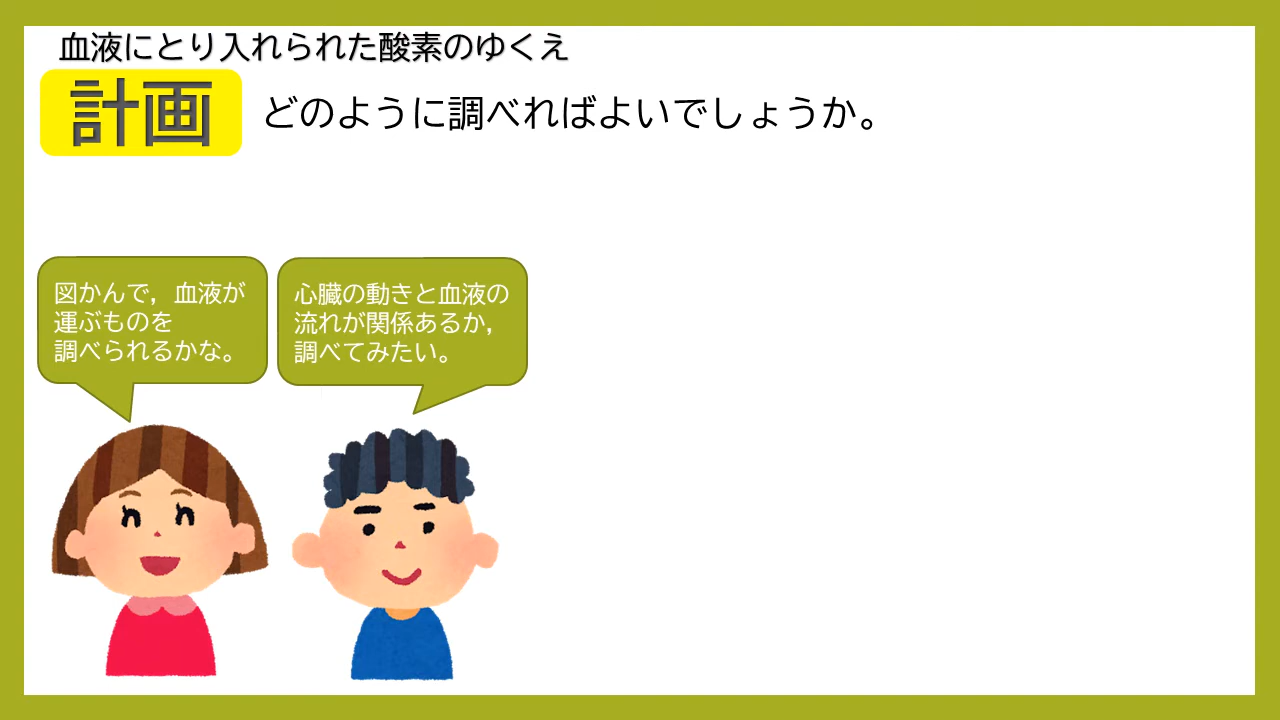 血液にとり入れられた酸素のゆくえ
計画
どのように調べればよいでしょうか。
図かんで，血液が
運ぶものを
調べられるかな。
心臓の動きと血液の
流れが関係あるか，
調べてみたい。